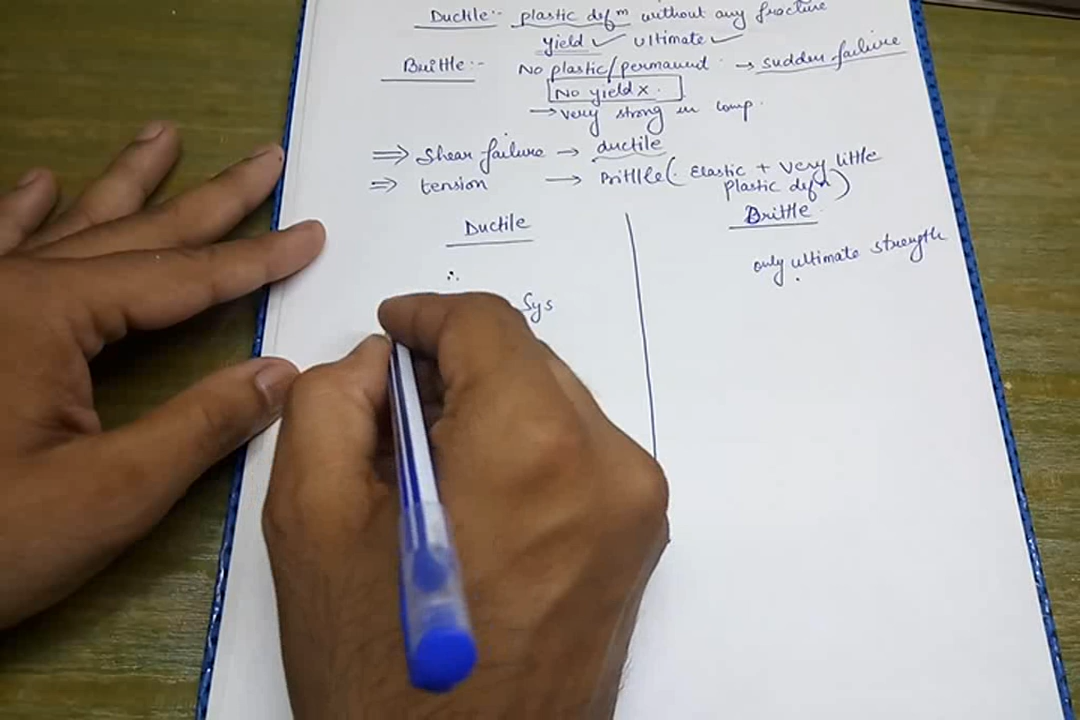 Ductile:- plastic defm without any fracture
yield ✓ ultimate ✓
Brittle:- No plastic/permanent → sudden failure
No yield x.
→ very strong in comp.
⇒ Shear failure → ductile
⇒ tension → Brittle (Elastic + very little
plastic defn)
Ductile
Brittle
only ultimate strength
∴
Sys